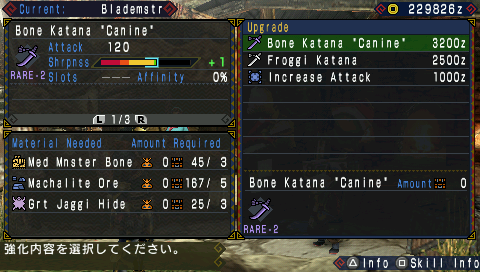 Current: Blademstr
229826z
Bone Katana "Canine"
Attack 120
Shrpnss +1
RARE-2
Slots --- Affinity 0%
L 1/3 R
Material Needed Amount Required
Med Mnster Bone 0 45/ 3
Machalite Ore 0 167/ 5
Grt Jaggi Hide 0 25/ 3
Upgrade
Bone Katana "Canine" 3200z
Froggi Katana 2500z
Increase Attack 1000z
Bone Katana "Canine" Amount 0
RARE-2
強化内容を選択してください。
Info Skill Info